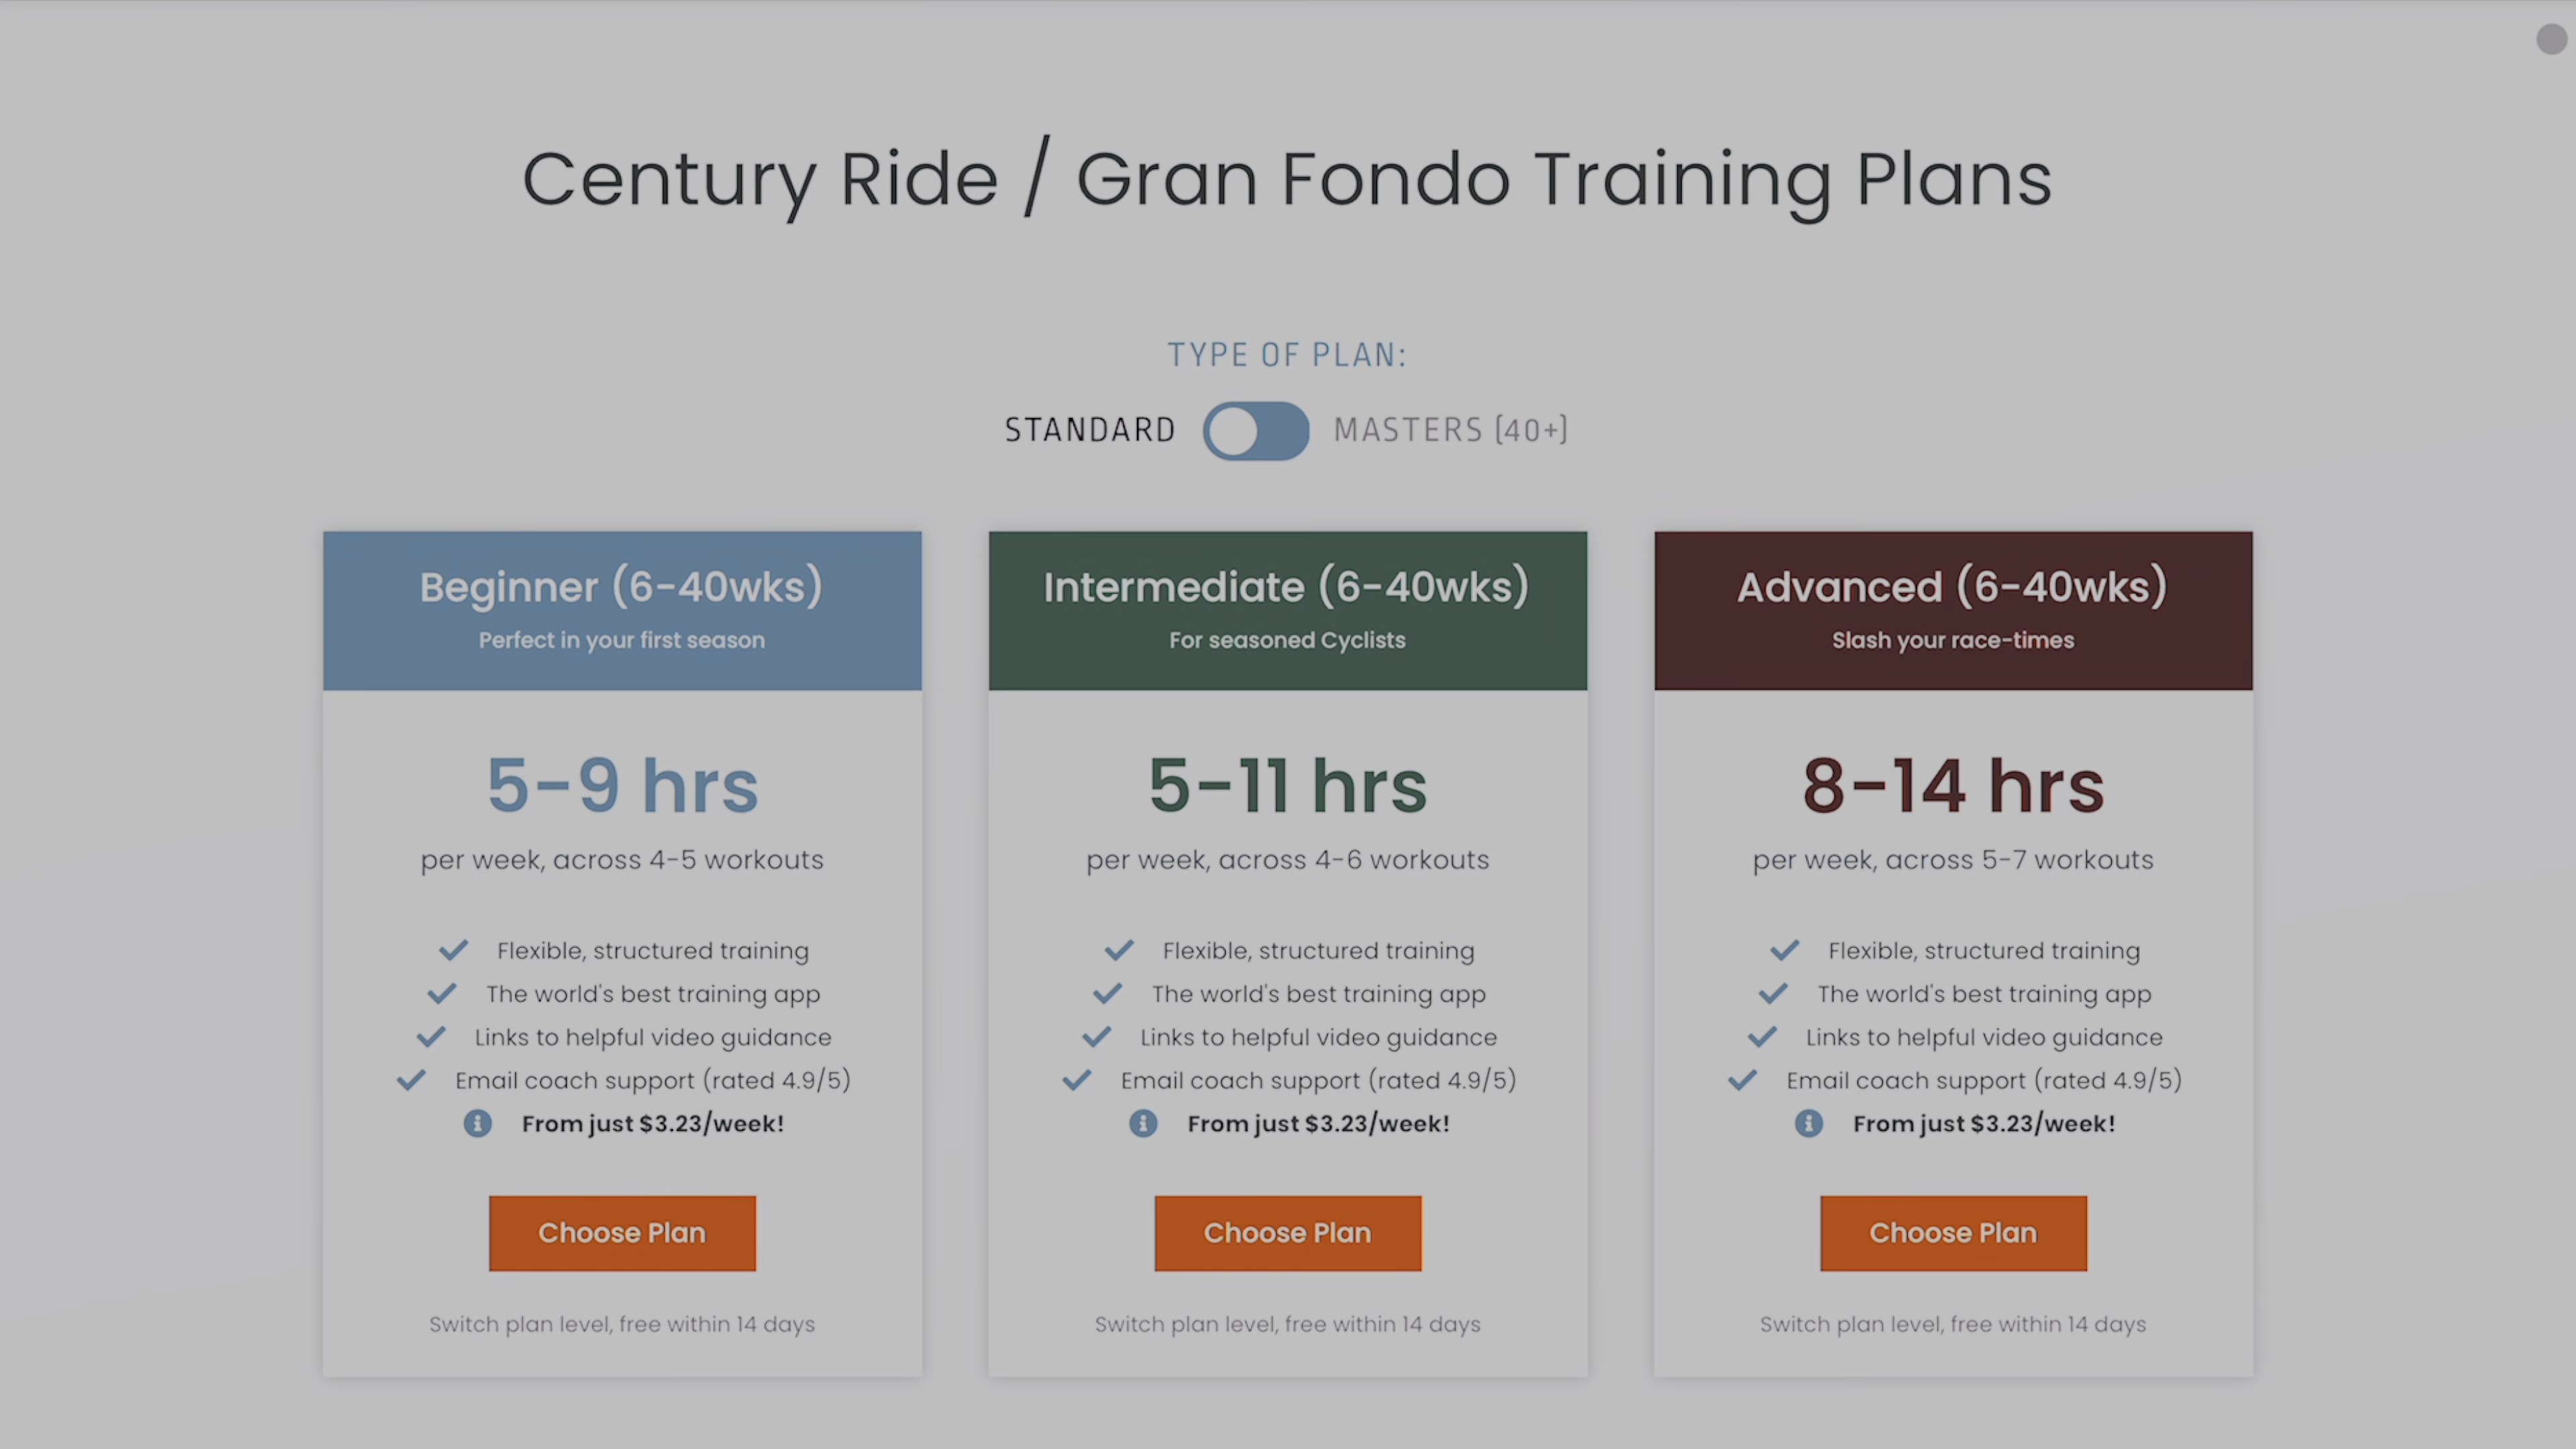 Century Ride / Gran Fondo Training Plans
TYPE OF PLAN:
STANDARD MASTERS (40+)
Beginner (6-40wks)
Perfect in your first season
5-9 hrs
per week, across 4-5 workouts
Flexible, structured training
The world's best training app
Links to helpful video guidance
Email coach support (rated 4.9/5)
From just $3.23/week!
Choose Plan
Switch plan level, free within 14 days
Intermediate (6-40wks)
For seasoned Cyclists
5-11 hrs
per week, across 4-6 workouts
Flexible, structured training
The world's best training app
Links to helpful video guidance
Email coach support (rated 4.9/5)
From just $3.23/week!
Choose Plan
Switch plan level, free within 14 days
Advanced (6-40wks)
Slash your race-times
8-14 hrs
per week, across 5-7 workouts
Flexible, structured training
The world's best training app
Links to helpful video guidance
Email coach support (rated 4.9/5)
From just $3.23/week!
Choose Plan
Switch plan level, free within 14 days